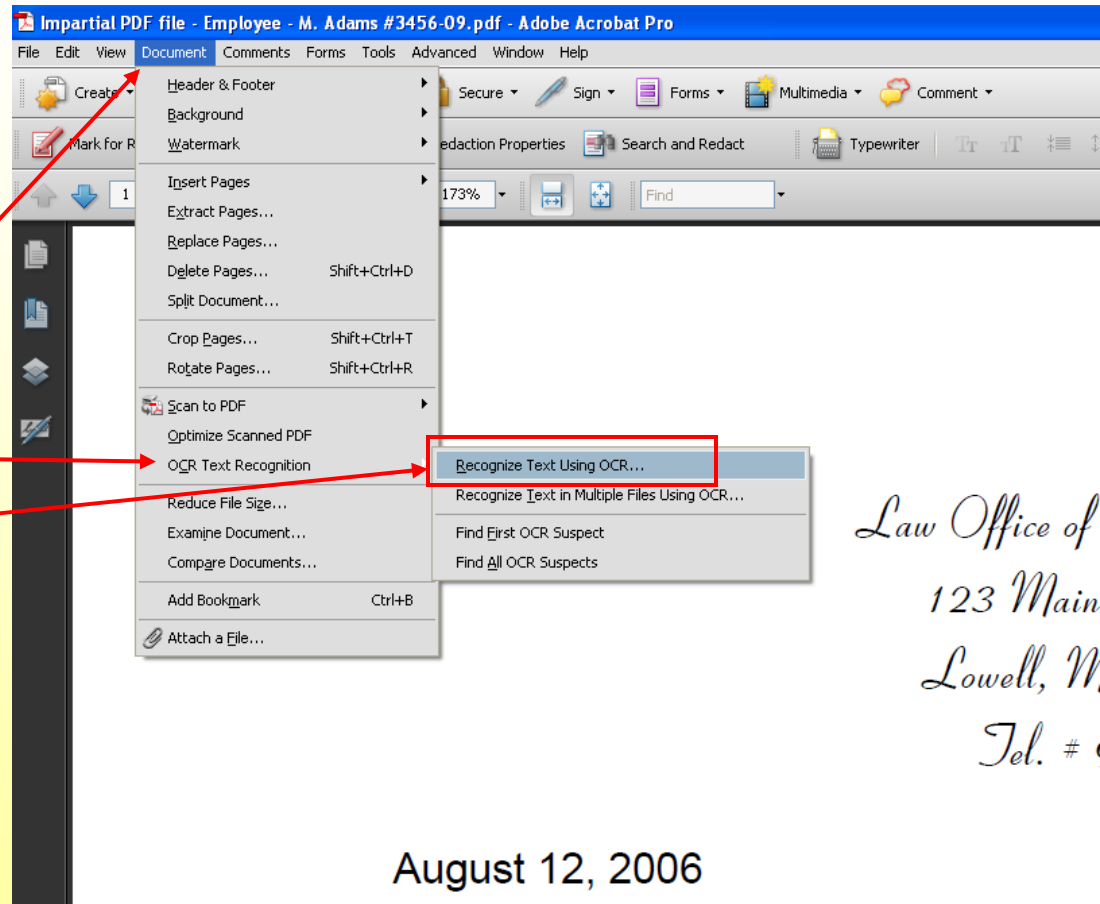 Impartial PDF file - Employee - M. Adams #3456-09.pdf - Adobe Acrobat Pro
File Edit View Document Comments Forms Tools Advanced Window Help
Create Secure Sign Forms Multimedia Comment
Mark for R edaction Properties Search and Redact Typewriter
1 173% Find
Header & Footer
Background
Watermark
Insert Pages
Extract Pages...
Replace Pages...
Delete Pages... Shift+Ctrl+D
Split Document...
Crop Pages... Shift+Ctrl+T
Rotate Pages... Shift+Ctrl+R
Scan to PDF
Optimize Scanned PDF
OCR Text Recognition
Reduce File Size...
Examine Document...
Compare Documents...
Add Bookmark Ctrl+B
Attach a File...
Recognize Text Using OCR...
Recognize Text in Multiple Files Using OCR...
Find First OCR Suspect
Find All OCR Suspects
Law Office of
123 Main
Lowell, M
Tel. #
August 12, 2006